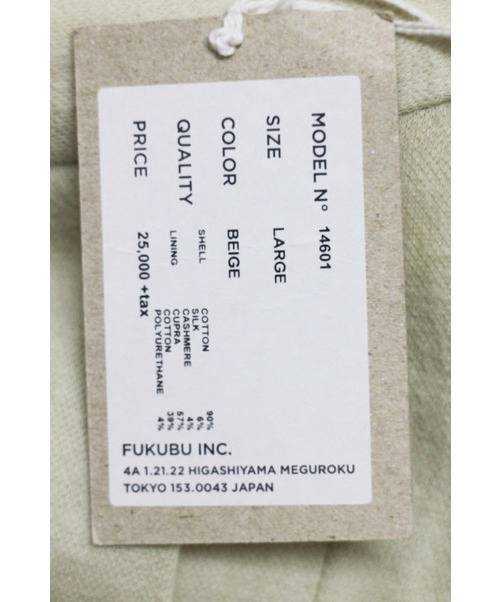 MODEL N° 14601
SIZE LARGE
COLOR BEIGE
QUALITY SHELL COTTON 90%
SILK 6%
CASHMERE 4%
LINING CUPRA 57%
COTTON 39%
POLYURETHANE 4%
PRICE 25,000 +tax
FUKUBU INC.
4A 1.21.22 HIGASHIYAMA MEGUROKU
TOKYO 153.0043 JAPAN